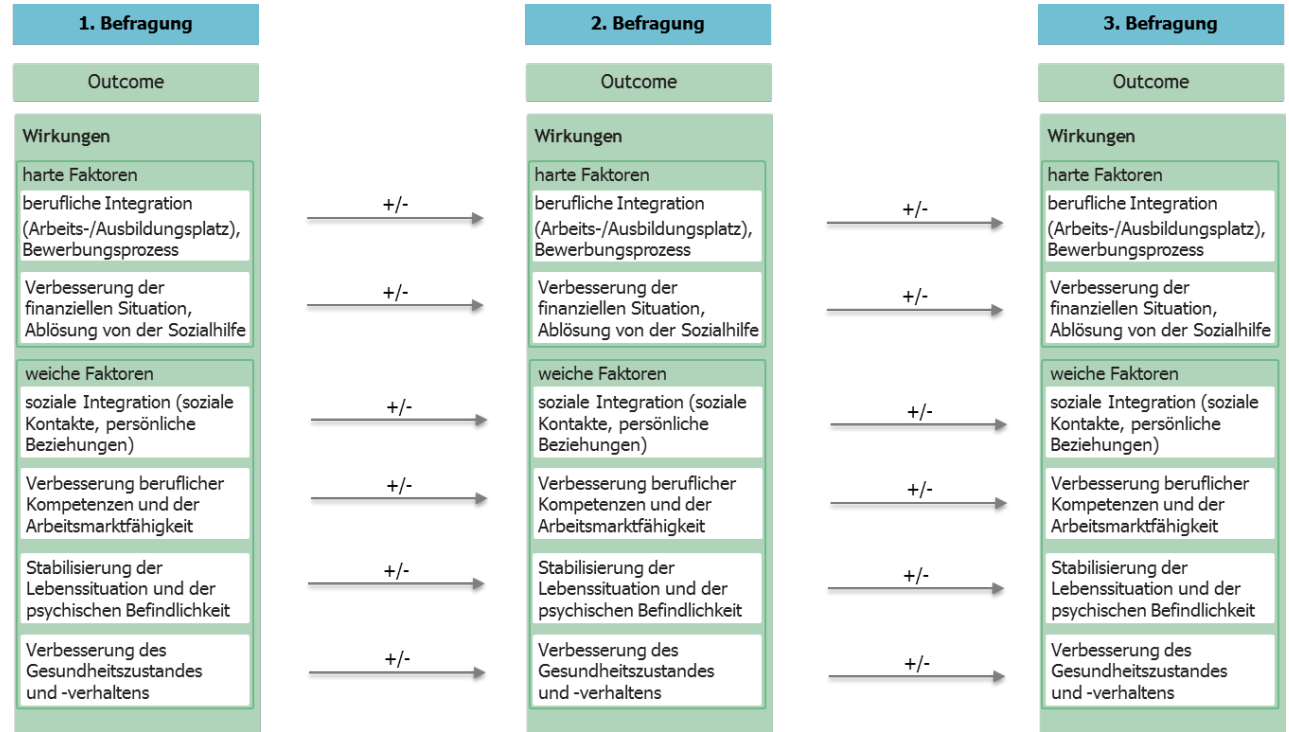 1. Befragung
Outcome
Wirkungen
harte Faktoren
berufliche Integration
(Arbeits-/Ausbildungsplatz),
Bewerbungsprozess
Verbesserung der
finanziellen Situation,
Ablösung von der Sozialhilfe
weiche Faktoren
soziale Integration (soziale
Kontakte, persönliche
Beziehungen)
Verbesserung beruflicher
Kompetenzen und der
Arbeitsmarktfähigkeit
Stabilisierung der
Lebenssituation und der
psychischen Befindlichkeit
Verbesserung des
Gesundheitszustandes
und -verhaltens
+/-
+/-
+/-
+/-
+/-
+/-
2. Befragung
Outcome
Wirkungen
harte Faktoren
berufliche Integration
(Arbeits-/Ausbildungsplatz),
Bewerbungsprozess
Verbesserung der
finanziellen Situation,
Ablösung von der Sozialhilfe
weiche Faktoren
soziale Integration (soziale
Kontakte, persönliche
Beziehungen)
Verbesserung beruflicher
Kompetenzen und der
Arbeitsmarktfähigkeit
Stabilisierung der
Lebenssituation und der
psychischen Befindlichkeit
Verbesserung des
Gesundheitszustandes
und -verhaltens
+/-
+/-
+/-
+/-
+/-
+/-
3. Befragung
Outcome
Wirkungen
harte Faktoren
berufliche Integration
(Arbeits-/Ausbildungsplatz),
Bewerbungsprozess
Verbesserung der
finanziellen Situation,
Ablösung von der Sozialhilfe
weiche Faktoren
soziale Integration (soziale
Kontakte, persönliche
Beziehungen)
Verbesserung beruflicher
Kompetenzen und der
Arbeitsmarktfähigkeit
Stabilisierung der
Lebenssituation und der
psychischen Befindlichkeit
Verbesserung des
Gesundheitszustandes
und -verhaltens